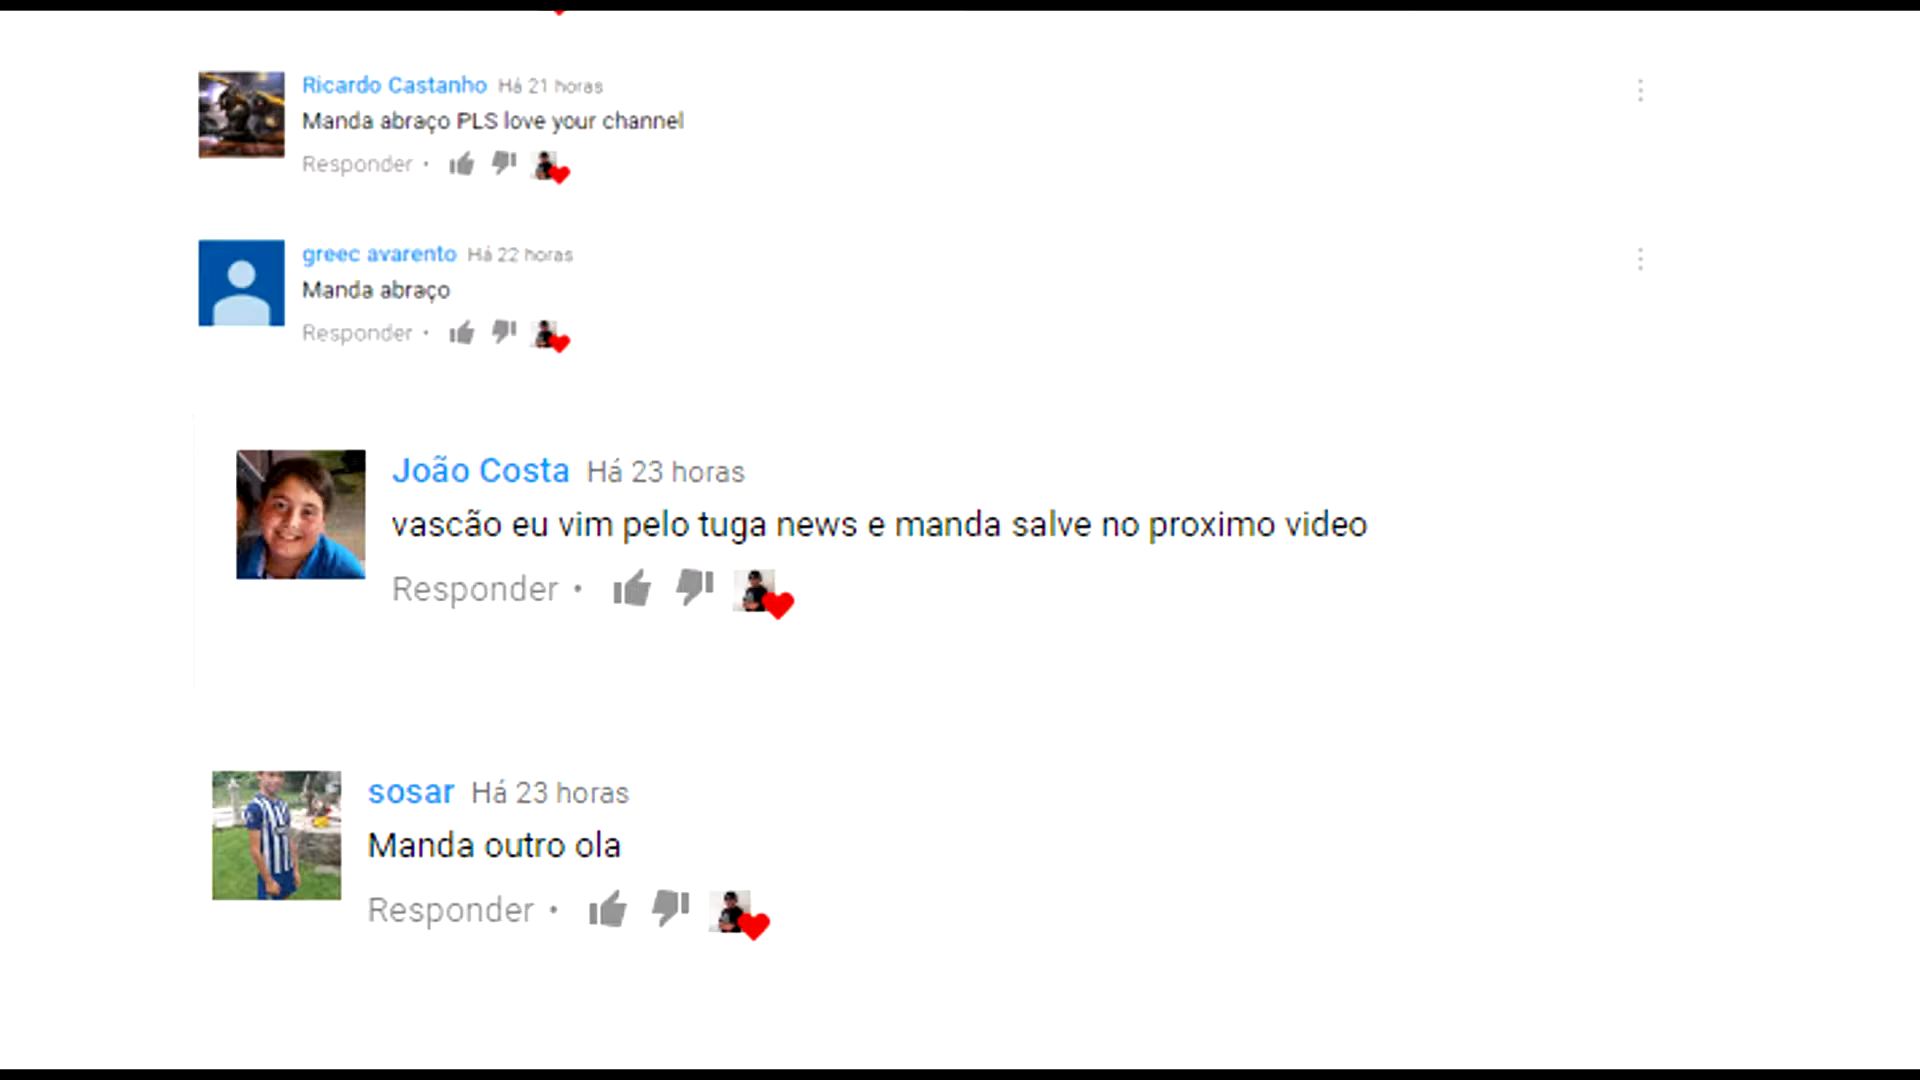 Ricardo Castanho Há 21 horas
Manda abraço PLS love your channel
Responder •
greec avarento Há 22 horas
Manda abraço
Responder •
João Costa Há 23 horas
vascão eu vim pelo tuga news e manda salve no proximo video
Responder •
sosar Há 23 horas
Manda outro ola
Responder •